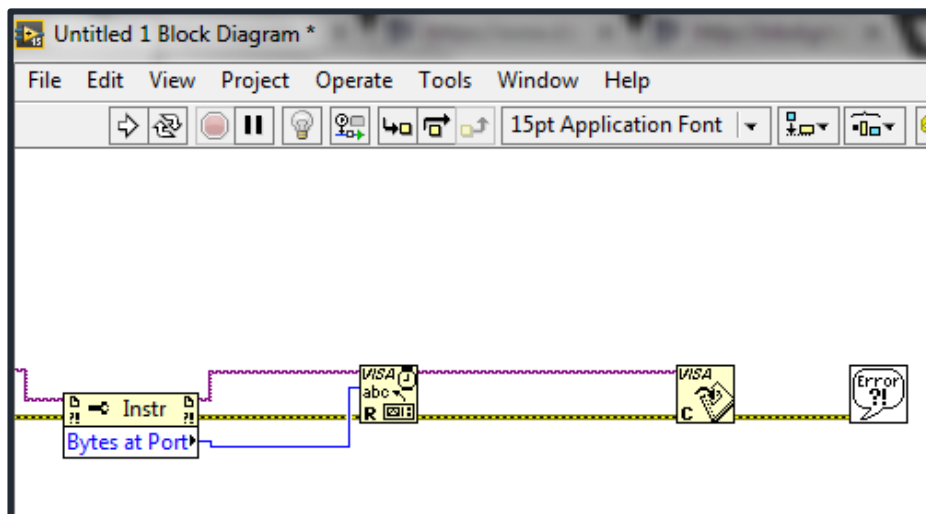 Untitled 1 Block Diagram *
File Edit View Project Operate Tools Window Help
15pt Application Font
VISA
abc
R
VISA
C
Error
?!
?! Instr ?!
Bytes at Port